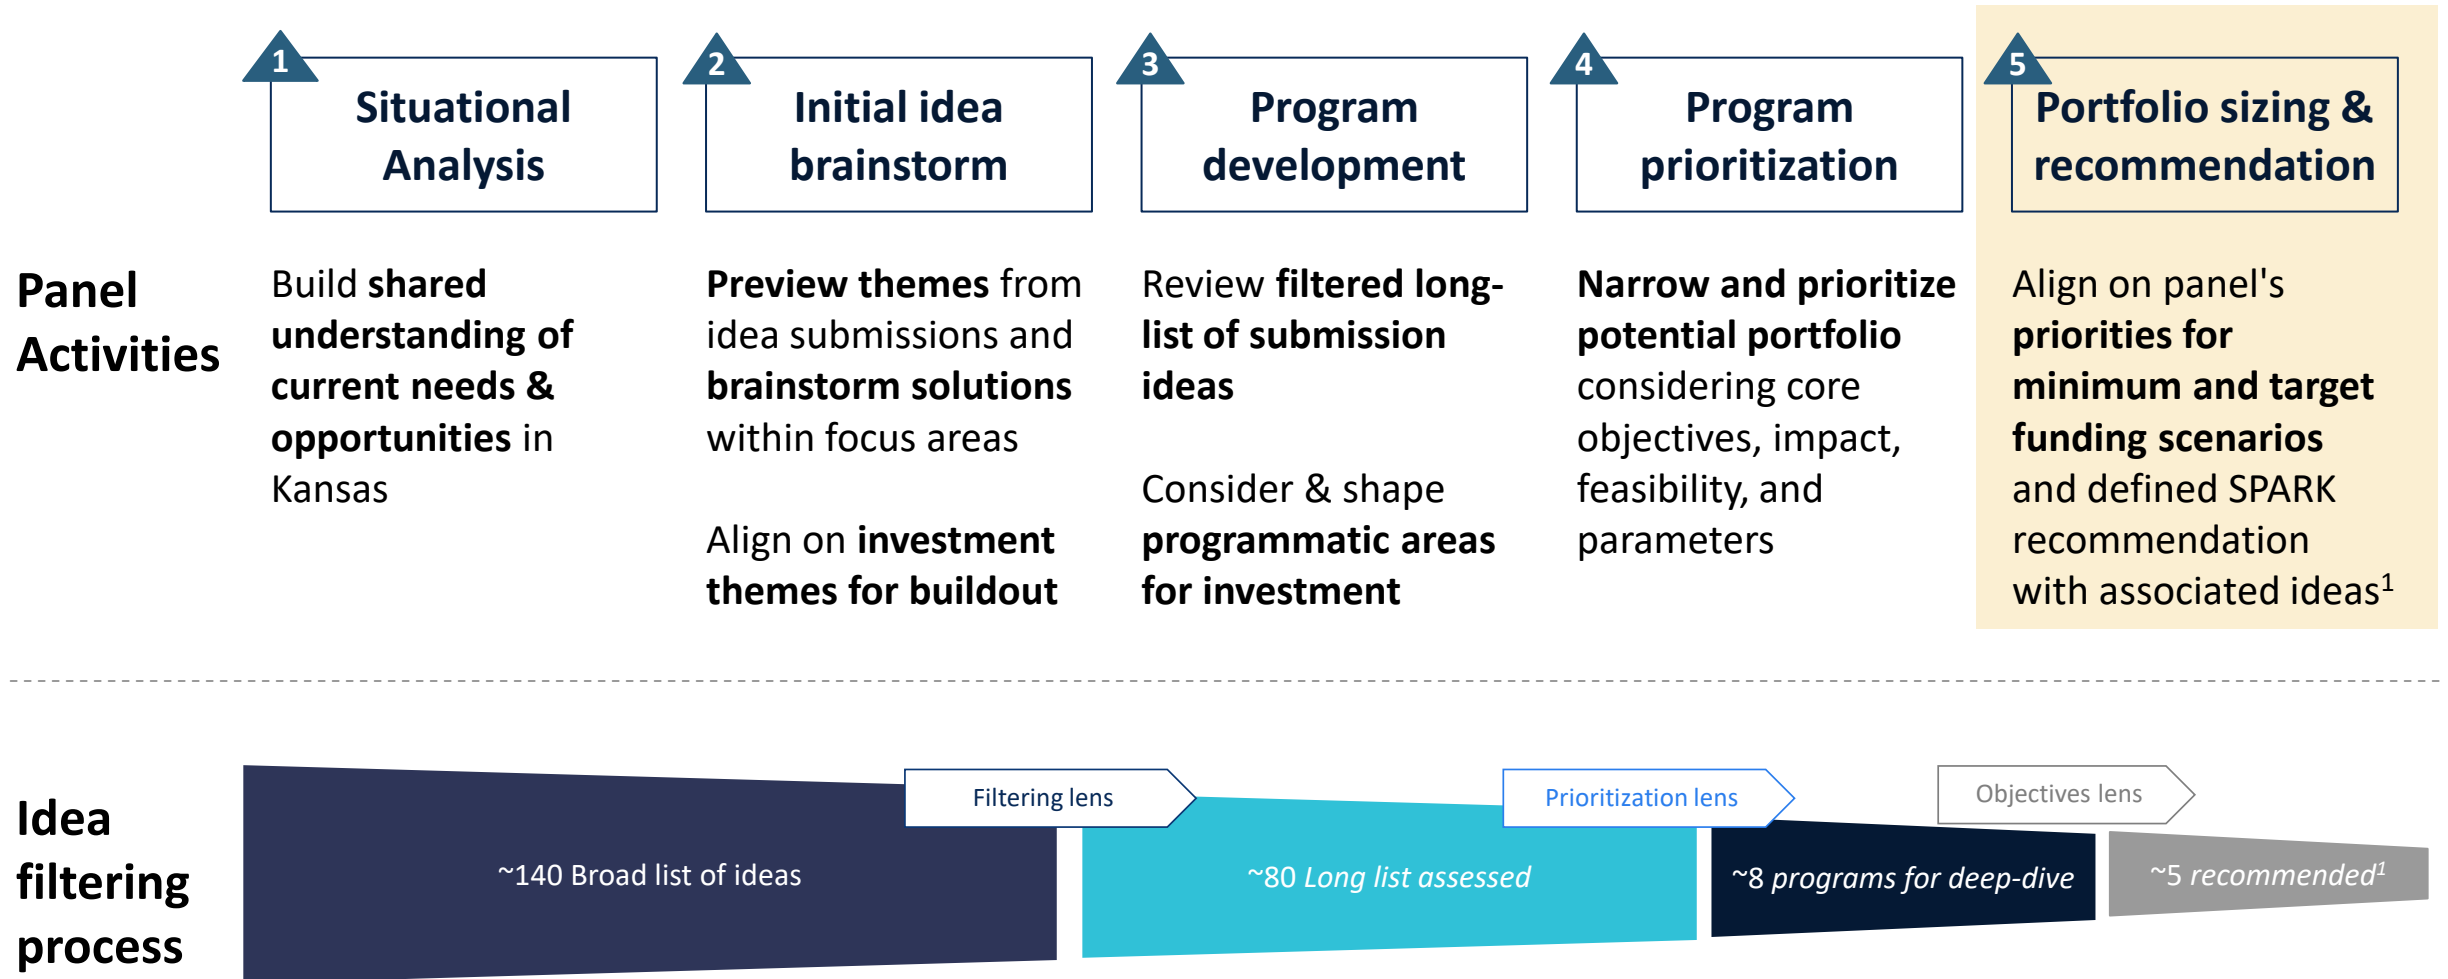 1
Situational
Analysis
2
Initial idea
brainstorm
3
Program
development
4
Program
prioritization
5
Portfolio sizing &
recommendation
Panel
Activities
Build shared
understanding of
current needs &
opportunities in
Kansas
Preview themes from
idea submissions and
brainstorm solutions
within focus areas
Align on investment
themes for buildout
Review filtered long-
list of submission
ideas
Consider & shape
programmatic areas
for investment
Narrow and prioritize
potential portfolio
considering core
objectives, impact,
feasibility, and
parameters
Align on panel's
priorities for
minimum and target
funding scenarios
and defined SPARK
recommendation
with associated ideas¹
Idea
filtering
process
Filtering lens
Prioritization lens
Objectives lens
~140 Broad list of ideas
~80 Long list assessed
~8 programs for deep-dive
~5 recommended¹